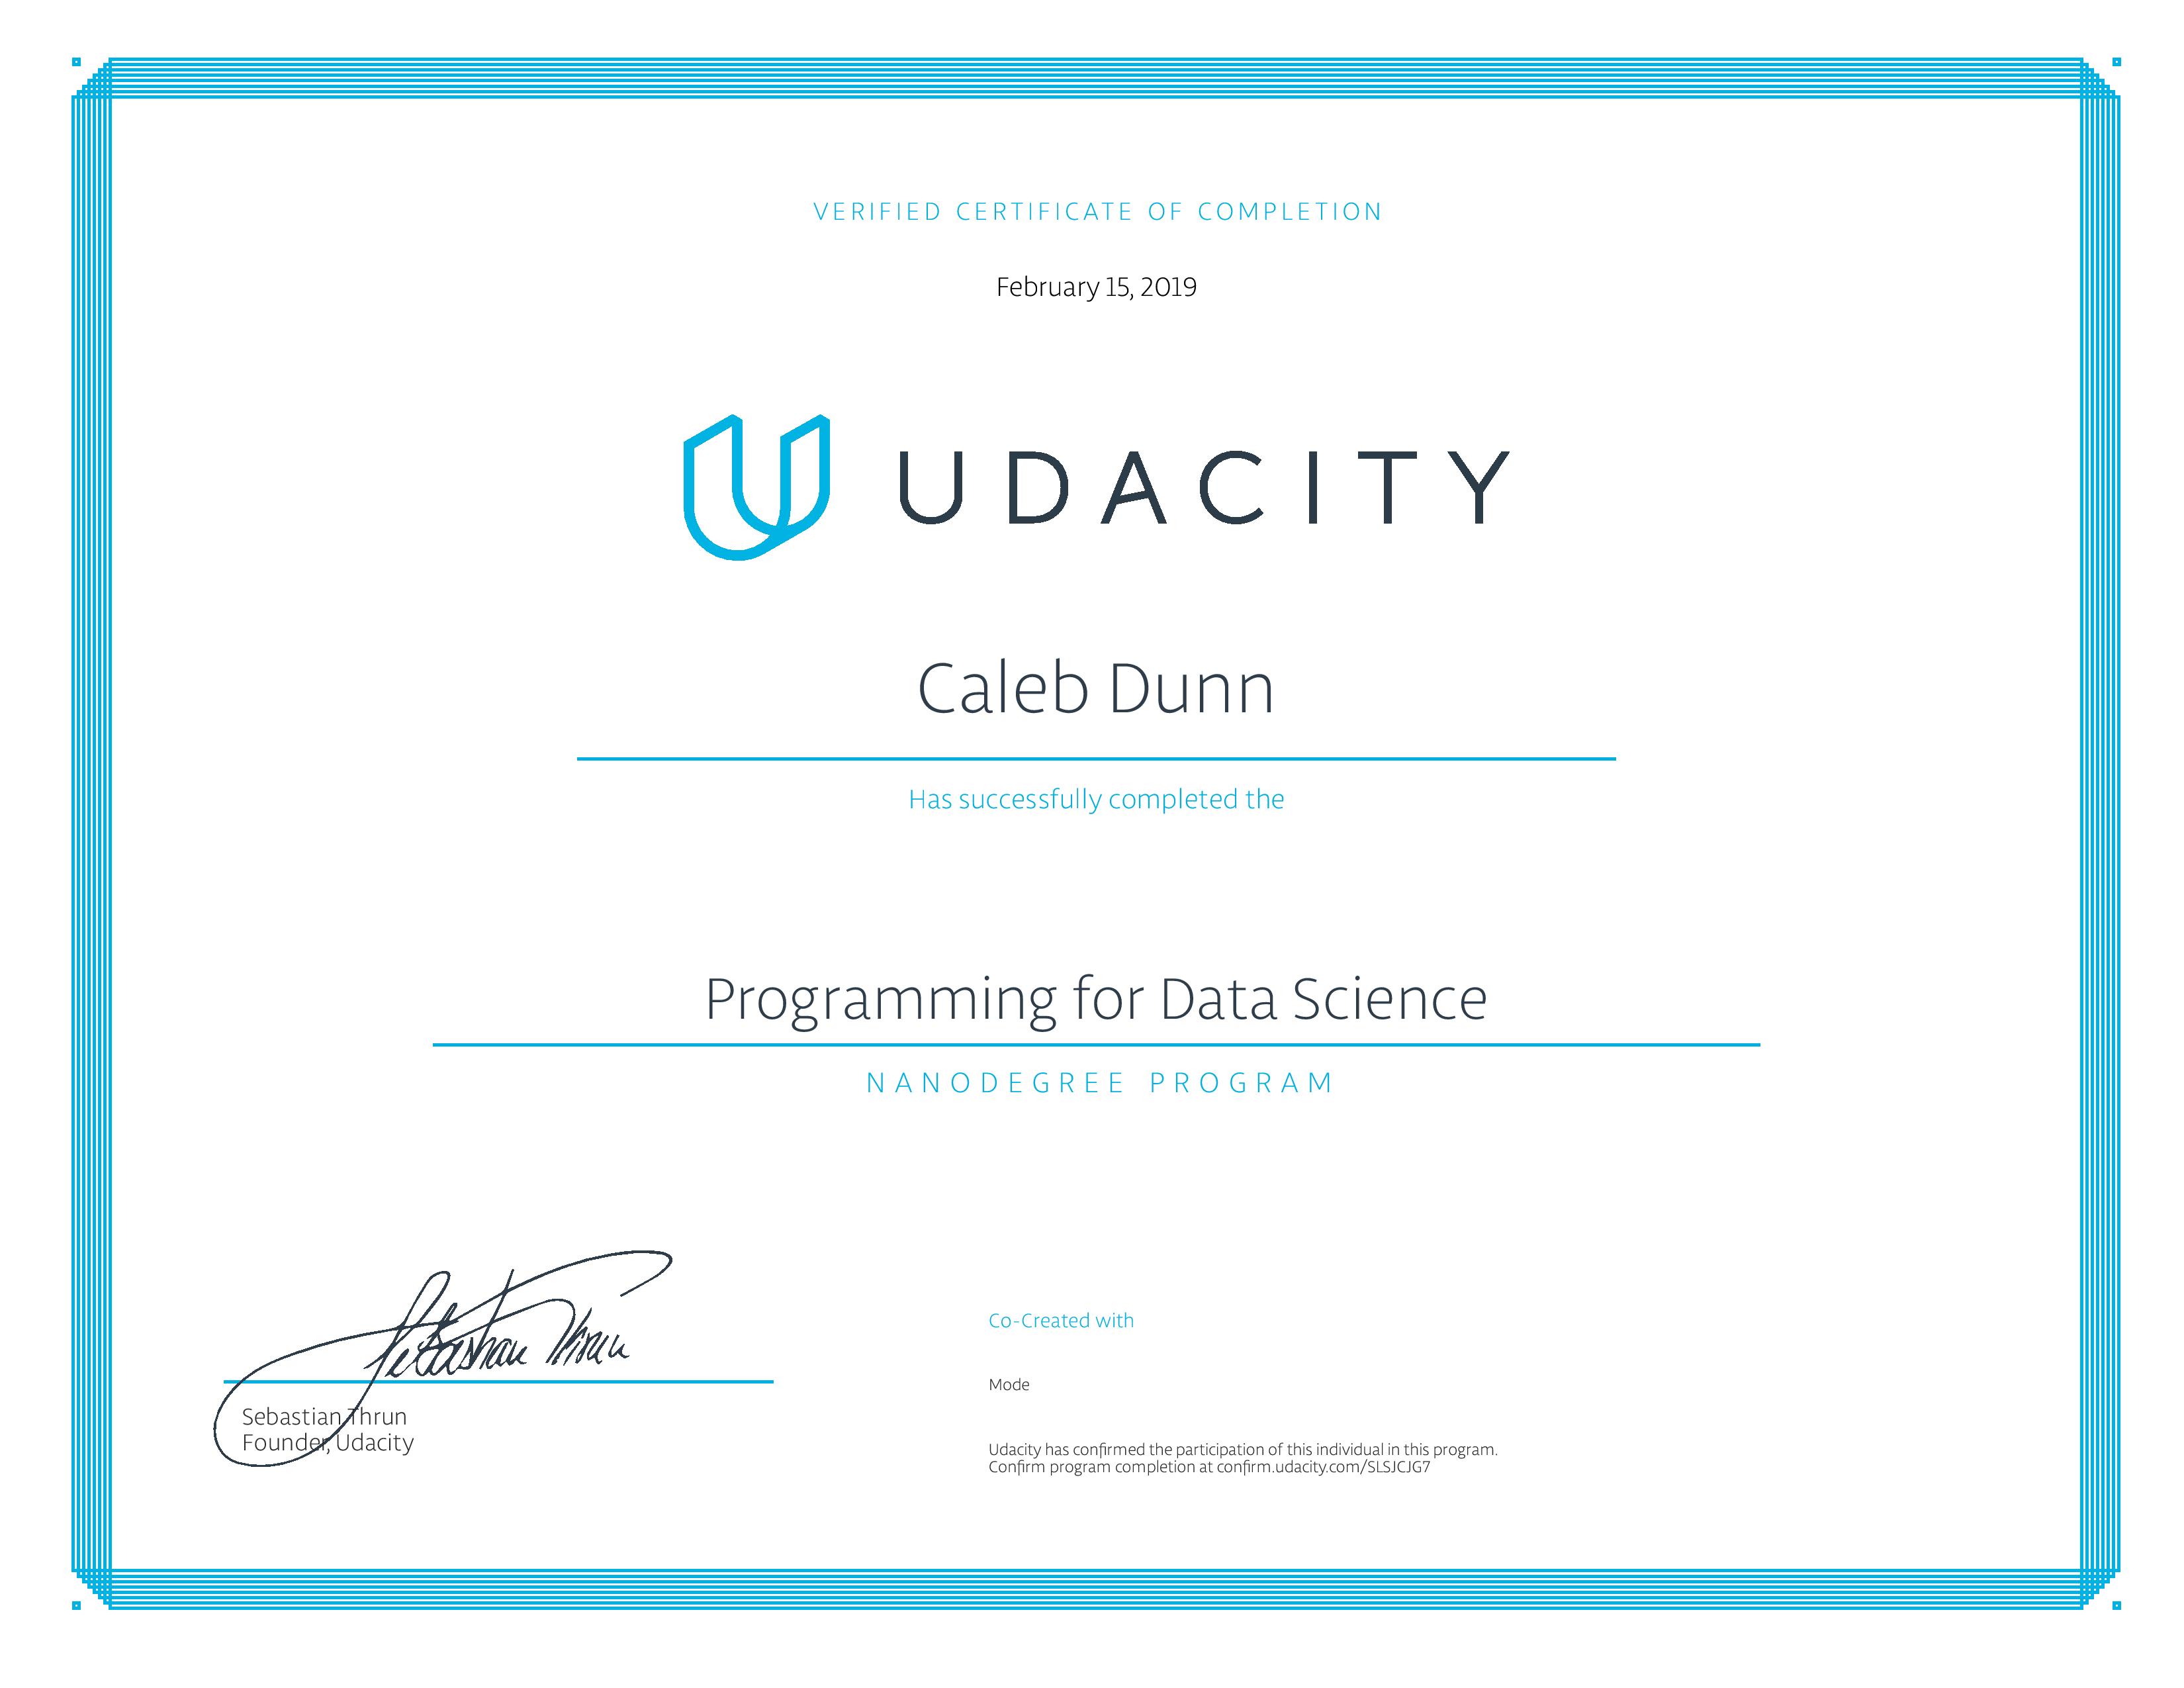 VERIFIED CERTIFICATE OF COMPLETION
February 15, 2019
UDACITY
Caleb Dunn
Has successfully completed the
Programming for Data Science
NANODEGREE PROGRAM
Sebastian Thrun
Sebastian Thrun
Founder, Udacity
Co-Created with
Mode
Udacity has confirmed the participation of this individual in this program.
Confirm program completion at confirm.udacity.com/SLSJCJG7